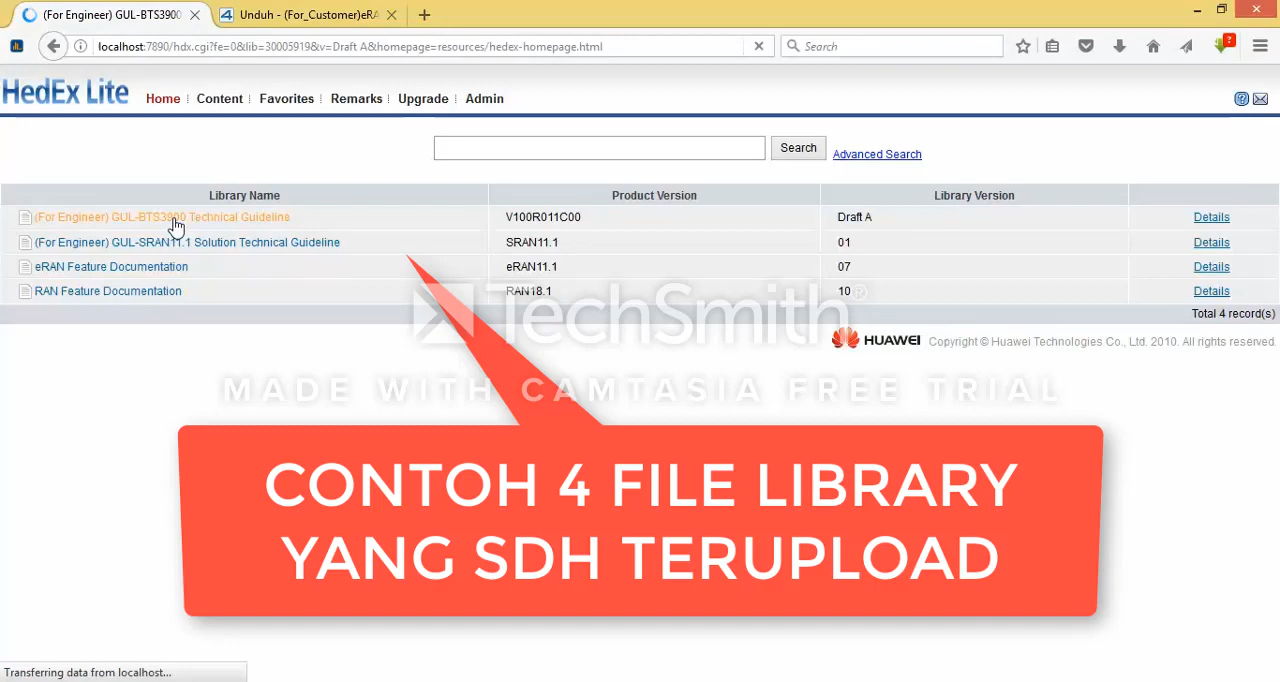 (For Engineer) GUL-BTS3900
Unduh - (For_Customer)eRA
localhost:7890/hdx.cgi?fe=0&lib=30005919&v=Draft A&homepage=resources/hedex-homepage.html
Search
HedEx Lite
Home Content Favorites Remarks Upgrade Admin
Search
Advanced Search
Library Name Product Version Library Version
(For Engineer) GUL-BTS3900 Technical Guideline V100R011C00 Draft A Details
(For Engineer) GUL-SRAN11.1 Solution Technical Guideline SRAN11.1 01 Details
eRAN Feature Documentation eRAN11.1 07 Details
RAN Feature Documentation RAN18.1 10 Details
Total 4 record(s)
TechSmith®
HUAWEI Copyright © Huawei Technologies Co., Ltd. 2010. All rights reserved.
MADE WITH CAMTASIA FREE TRIAL
CONTOH 4 FILE LIBRARY
YANG SDH TERUPLOAD
Transferring data from localhost...